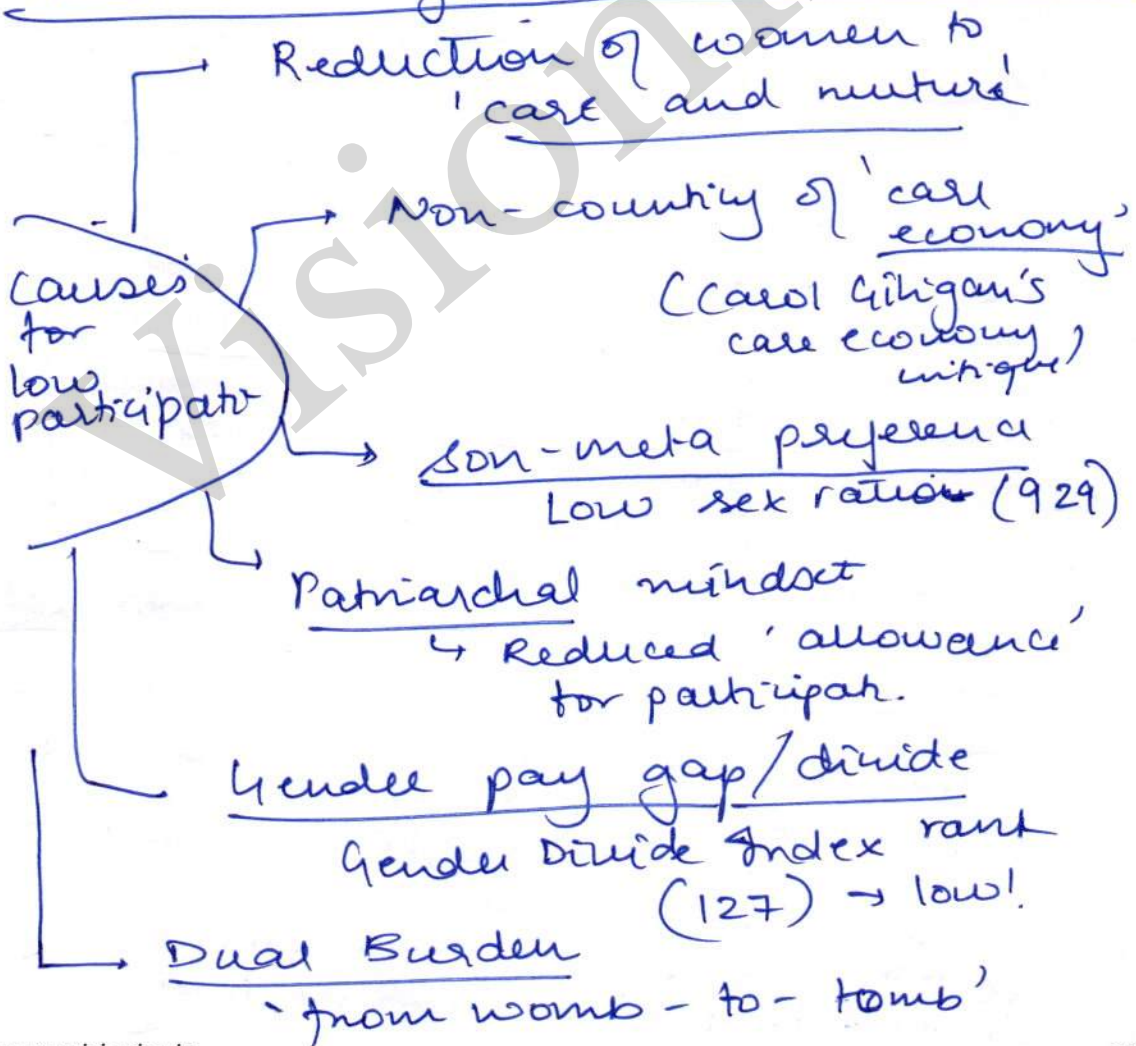 Reduction of women to
'care and nuture'
Non-counting of 'care
economy'
(Carol Giligan's
care economy
critique)
Causes
for
low
participatn
son-meta preference
Low sex ratio (929)
Patriarchal mindset
↳ Reduced 'allowance'
for participatn.
Gender pay gap/divide
Gender Divide Index rank
(127) → low!
Dual Burden
'from womb-to-tomb'
Vision